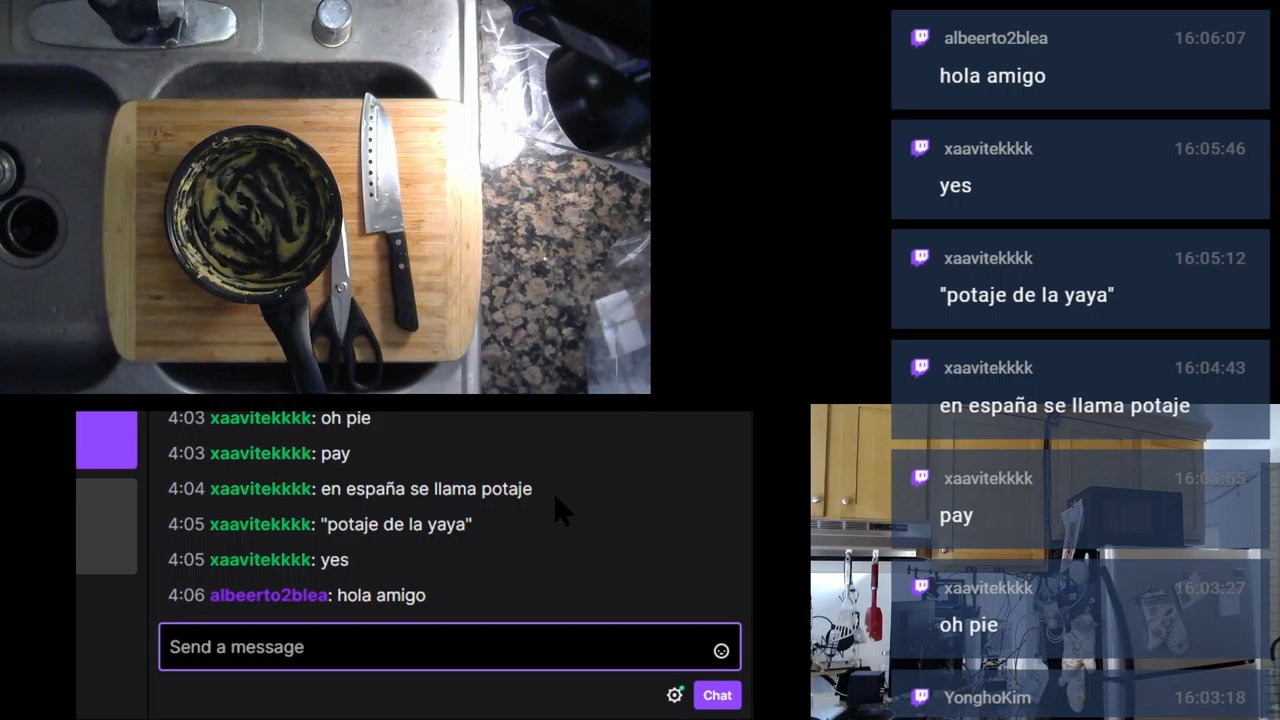 albeerto2blea 16:06:07
hola amigo
xaavitekkkk 16:05:46
yes
xaavitekkkk 16:05:12
"potaje de la yaya"
xaavitekkkk 16:04:43
en españa se llama potaje
xaavitekkkk 16:03:55
pay
xaavitekkkk 16:03:27
oh pie
YonghoKim 16:03:18
4:03 xaavitekkkk: oh pie
4:03 xaavitekkkk: pay
4:04 xaavitekkkk: en españa se llama potaje
4:05 xaavitekkkk: "potaje de la yaya"
4:05 xaavitekkkk: yes
4:06 albeerto2blea: hola amigo
Send a message
Chat